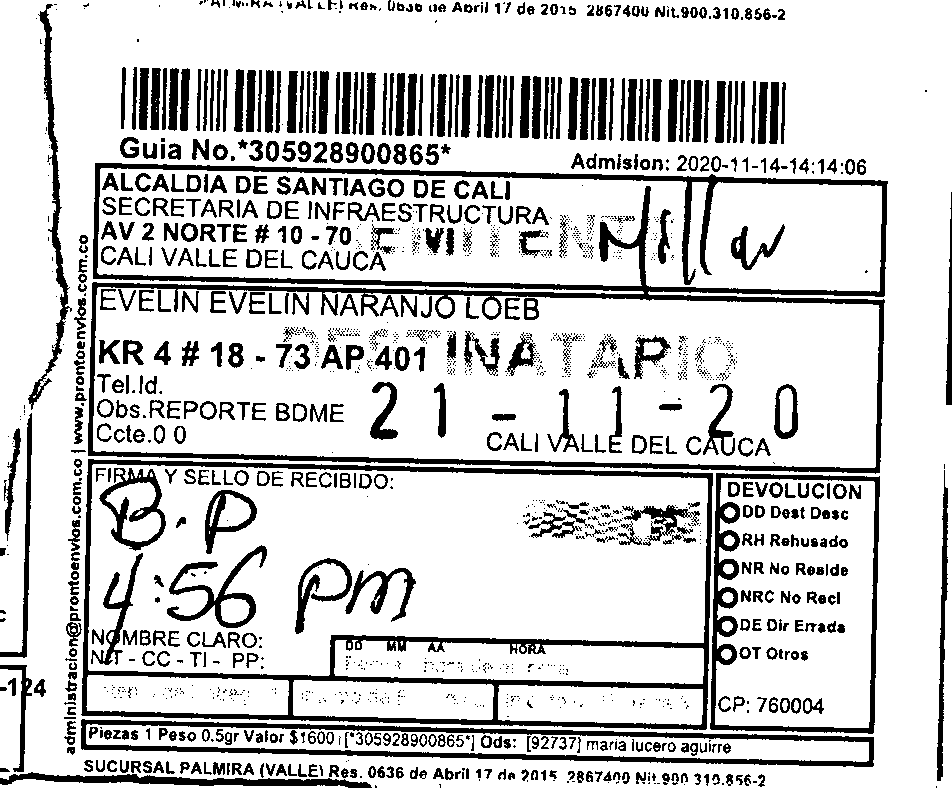 PALMIRA (VALLE) Res. 0636 de Abril 17 de 2015 2867400 Nit.900.310.856-2
Guia No.*305928900865*
Admision: 2020-11-14-14:14:06
ALCALDIA DE SANTIAGO DE CALI
SECRETARIA DE INFRAESTRUCTURA
AV 2 NORTE # 10 - 70
CALI VALLE DEL CAUCA
Millar
EVELIN EVELIN NARANJO LOEB
DESTINATARIO
KR 4 # 18 - 73 AP 401
Tel.Id.
Obs.REPORTE BDME
21-11-20
Ccte.0 0
CALI VALLE DEL CAUCA
FIRMA Y SELLO DE RECIBIDO:
B.P
4:56 pm
NOMBRE CLARO:
NIT - CC - TI - PP:
DD MM AA HORA
DEVOLUCION
DD Dest Desc
RH Rehusado
NR No Reside
NRC No Recl
DE Dir Errada
OT Otros
CP: 760004
Piezas 1 Peso 0.5gr Valor $1600 [*305928900865*] Ods: [92737] maria lucero aguirre
SUCURSAL PALMIRA (VALLE) Res. 0636 de Abril 17 de 2015 2867400 Nit.900.310.856-2
administracion@prontoenvios.com.co | www.prontoenvios.com.co
-124